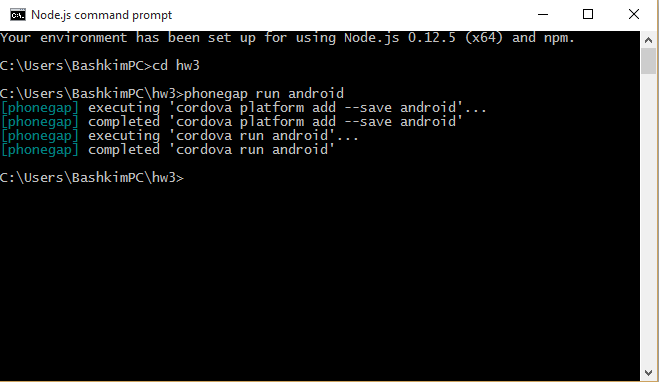 Node.js command prompt
Your environment has been set up for using Node.js 0.12.5 (x64) and npm.
C:\Users\BashkimPC>cd hw3
C:\Users\BashkimPC\hw3>phonegap run android
[phonegap] executing 'cordova platform add --save android'...
[phonegap] completed 'cordova platform add --save android'
[phonegap] executing 'cordova run android'...
[phonegap] completed 'cordova run android'
C:\Users\BashkimPC\hw3>